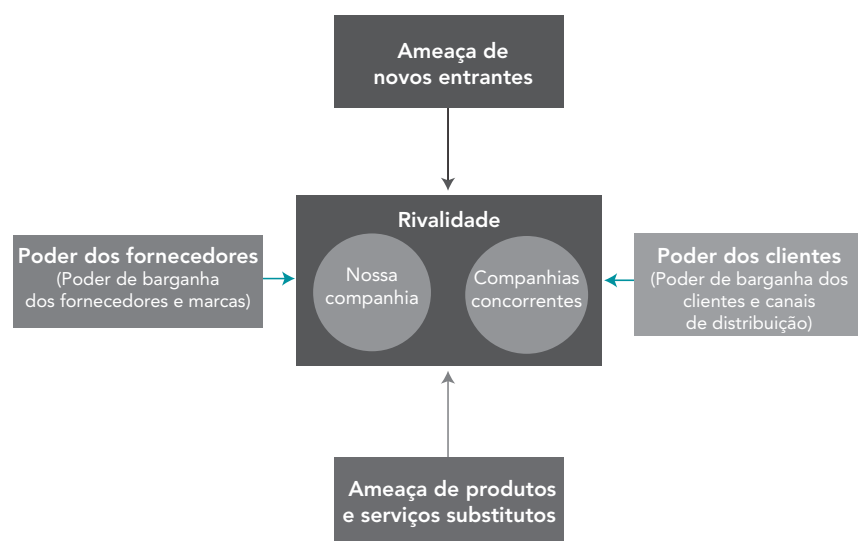 Ameaça de
novos entrantes
Rivalidade
Poder dos fornecedores
(Poder de barganha
dos fornecedores e marcas)
Nossa
companhia
Companhias
concorrentes
Poder dos clientes
(Poder de barganha dos
clientes e canais
de distribuição)
Ameaça de produtos
e serviços substitutos